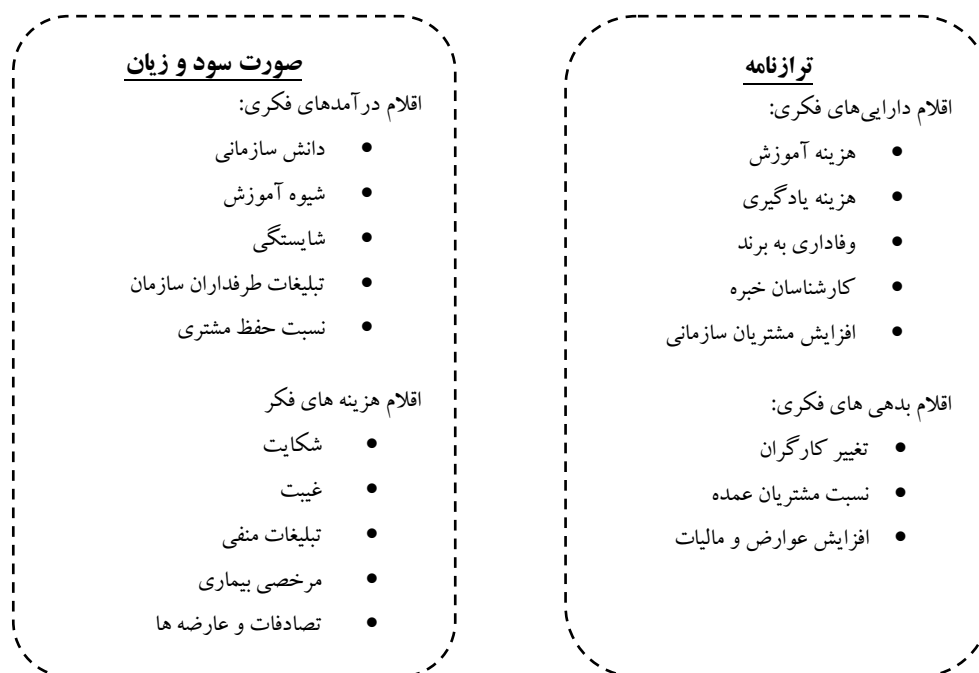 ترازنامه
اقلام دارایی‌های فکری:
• هزینه آموزش
• هزینه یادگیری
• وفاداری به برند
• کارشناسان خبره
• افزایش مشتریان سازمانی
اقلام بدهی های فکری:
• تغییر کارگران
• نسبت مشتریان عمده
• افزایش عوارض و مالیات
صورت سود و زیان
اقلام درآمدهای فکری:
• دانش سازمانی
• شیوه آموزش
• شایستگی
• تبلیغات طرفداران سازمان
• نسبت حفظ مشتری
اقلام هزینه های فکر
• شکایت
• غیبت
• تبلیغات منفی
• مرخصی بیماری
• تصادفات و عارضه ها